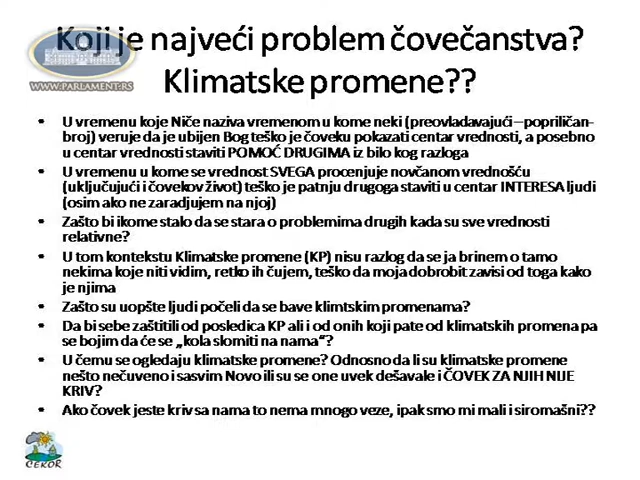 Koji je najveći problem čovečanstva?
Klimatske promene??
WWW.PARLAMENT.RS
• U vremenu koje Niče naziva vremenom u kome neki (preovladavajući – popriličan-
broj) veruje da je ubijen Bog teško je čoveku pokazati centar vrednosti, a posebno
u centar vrednosti staviti POMOĆ DRUGIMA iz bilo kog razloga
• U vremenu u kome se vrednost SVEGA procenjuje novčanom vrednošću
(uključujući i čovekov život) teško je patnju drugoga staviti u centar INTERESA ljudi
(osim ako ne zaradjujem na njoj)
• Zašto bi ikome stalo da se stara o problemima drugih kada su sve vrednosti
relativne?
• U tom kontekstu Klimatske promene (KP) nisu razlog da se ja brinem o tamo
nekima koje niti vidim, retko ih čujem, teško da moja dobrobit zavisi od toga kako
je njima
• Zašto su uopšte ljudi počeli da se bave klimtskim promenama?
• Da bi sebe zaštitili od posledica KP ali i od onih koji pate od klimatskih promena pa
se bojim da će se „kola slomiti na nama“?
• U čemu se ogledaju klimatske promene? Odnosno da li su klimatske promene
nešto nečuveno i sasvim Novo ili su se one uvek dešavale i ČOVEK ZA NJIH NIJE
KRIV?
• Ako čovek jeste kriv sa nama to nema mnogo veze, ipak smo mi mali i siromašni??
CEKOR